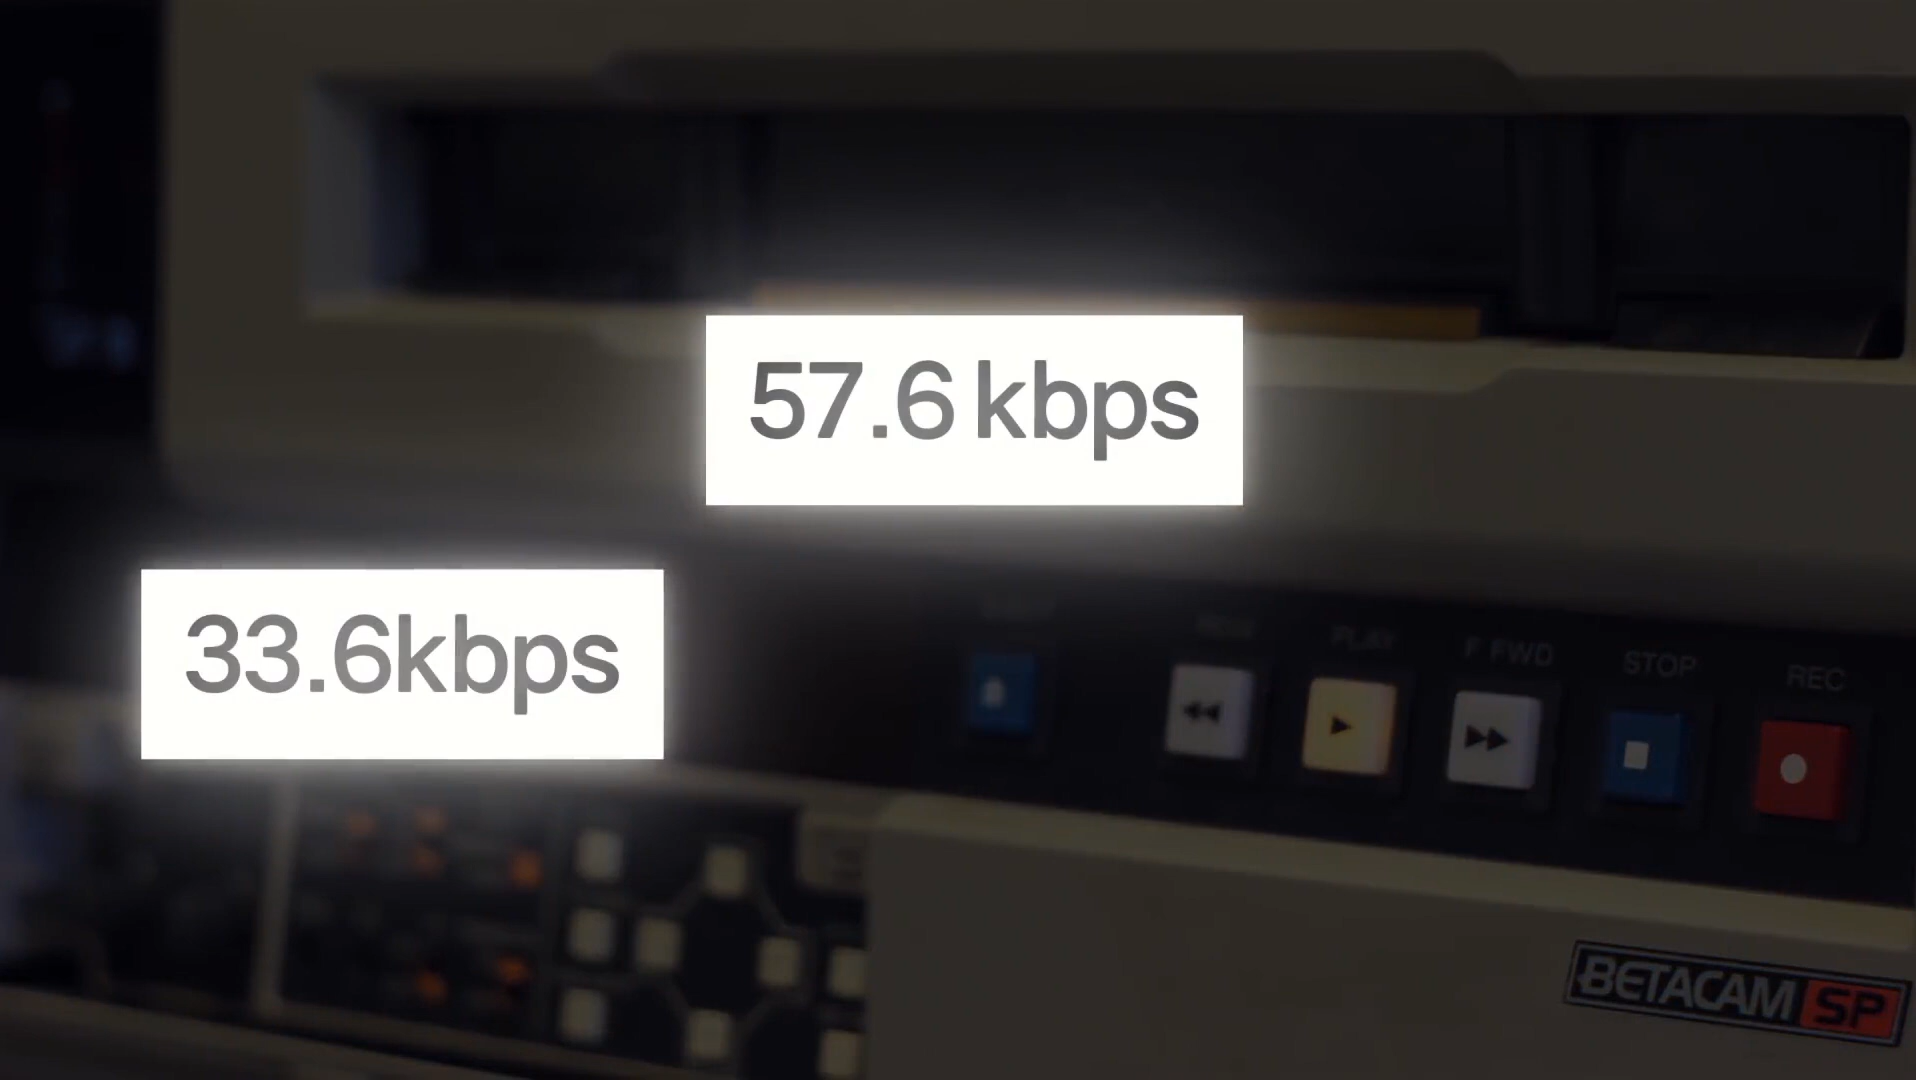 57.6 kbps
33.6kbps
PLAY
F FWD
STOP
REC
BETACAM SP